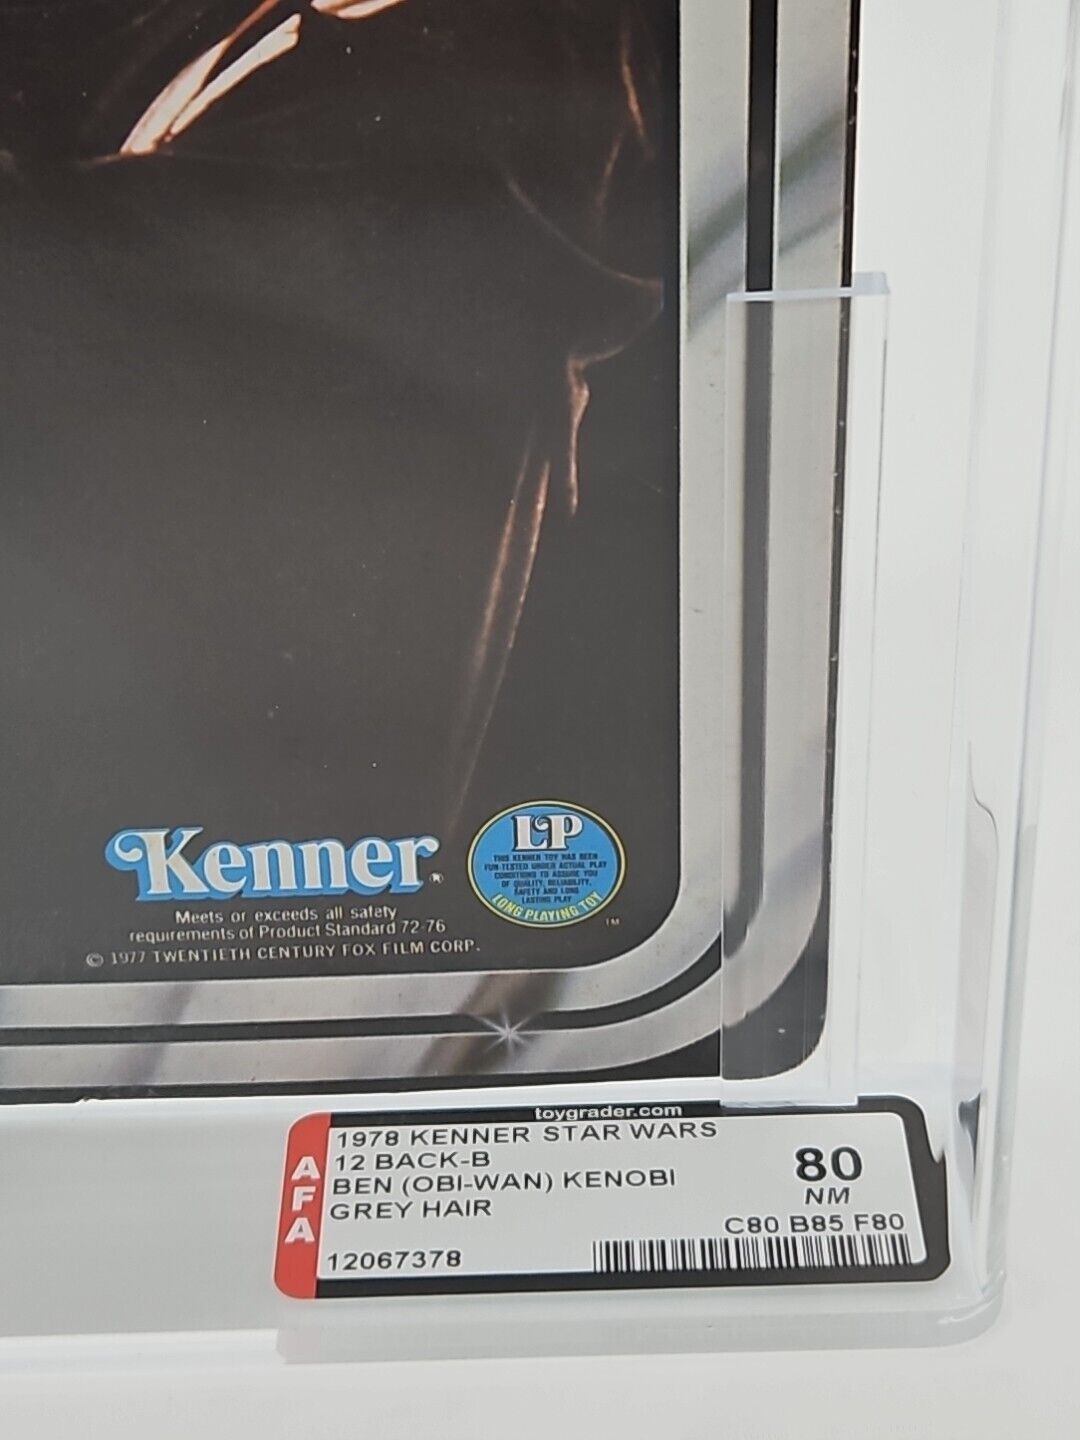 Kenner®
Meets or exceeds all safety
requirements of Product Standard 72-76
© 1977 TWENTIETH CENTURY FOX FILM CORP.
LP
THIS KENNER TOY HAS BEEN
FUN-TESTED UNDER ACTUAL PLAY
CONDITIONS TO ASSURE YOU
OF QUALITY, RELIABILITY,
SAFETY AND LONG
LASTING PLAY
LONG PLAYING TOY
TM
toygrader.com
AFA
1978 KENNER STAR WARS
12 BACK-B
BEN (OBI-WAN) KENOBI
GREY HAIR
12067378
80
NM
C80 B85 F80